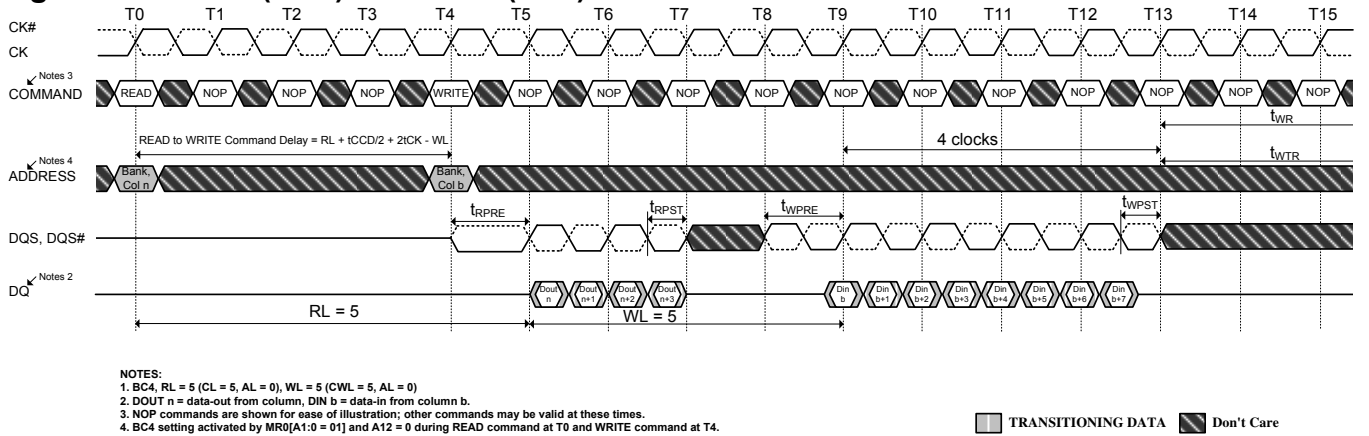 T0 T1 T2 T3 T4 T5 T6 T7 T8 T9 T10 T11 T12 T13 T14 T15
CK#
CK
Notes 3
COMMAND READ NOP NOP NOP WRITE NOP NOP NOP NOP NOP NOP NOP NOP NOP NOP NOP
tWR
READ to WRITE Command Delay = RL + tCCD/2 + 2tCK - WL
4 clocks
tWTR
Notes 4
ADDRESS
Bank, Col n
Bank, Col b
tRPRE tRPST tWPRE tWPST
DQS, DQS#
Notes 2
DQ
Dout n
Dout n+1
Dout n+2
Dout n+3
Din b
Din b+1
Din b+2
Din b+3
Din b+4
Din b+5
Din b+6
Din b+7
RL = 5 WL = 5
NOTES:
1. BC4, RL = 5 (CL = 5, AL = 0), WL = 5 (CWL = 5, AL = 0)
2. DOUT n = data-out from column, DIN b = data-in from column b.
3. NOP commands are shown for ease of illustration; other commands may be valid at these times.
4. BC4 setting activated by MR0[A1:0 = 01] and A12 = 0 during READ command at T0 and WRITE command at T4.
TRANSITIONING DATA Don't Care